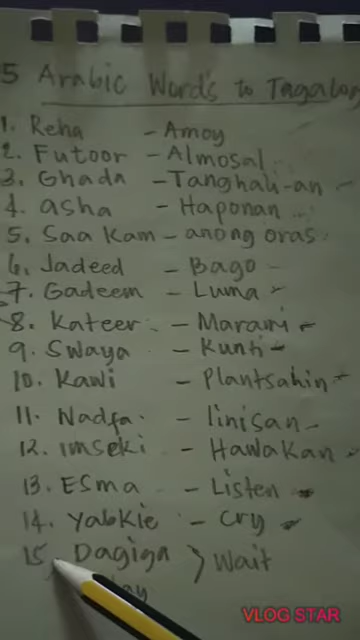 5 Arabic Words to Tagalog
1. Reha - Amoy
2. Futoor - Almosal
3. Ghada - Tanghali-an
4. asha - Haponan
5. Saa Kam - anong oras
6. Jadeed - Bago
7. Gadeem - Luma
8. Kateer - Marami
9. Swaya - Kunti
10. Kawi - Plantsahin
11. Nadfa - linisan
12. imseki - Hawakan
13. Esma - Listen
14. Yabkie - Cry
15. Dagiga > Wait
VLOG STAR